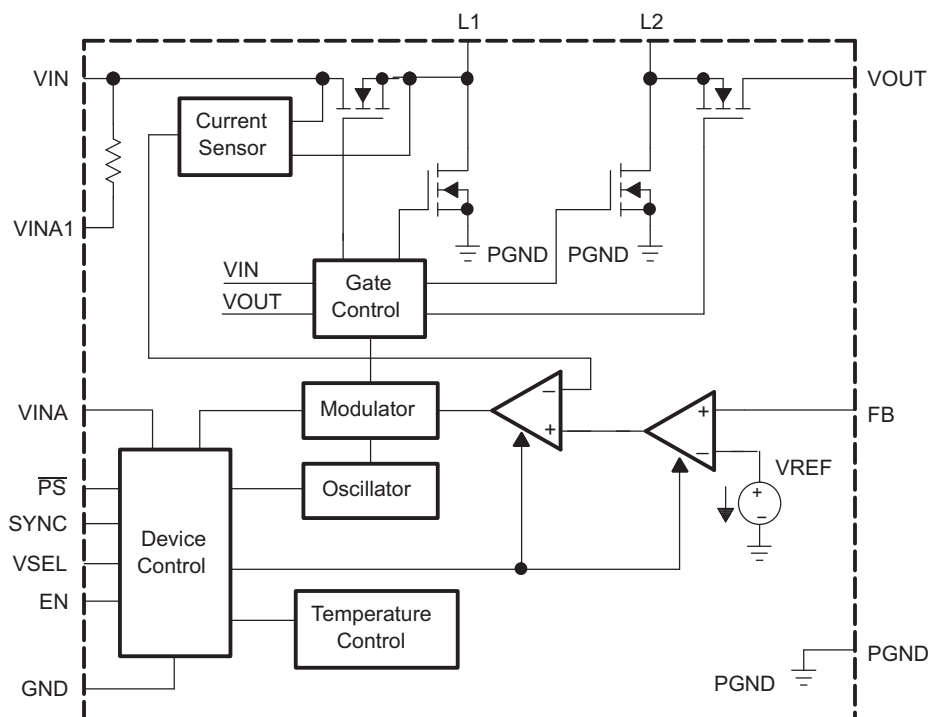 L1
L2
VIN
VOUT
Current
Sensor
VINA1
PGND
PGND
VIN
VOUT
Gate
Control
VINA
Modulator
−
+
+
−
FB
VREF
+
−
P̅S̅
Oscillator
SYNC
VSEL
EN
Device
Control
Temperature
Control
GND
PGND
PGND